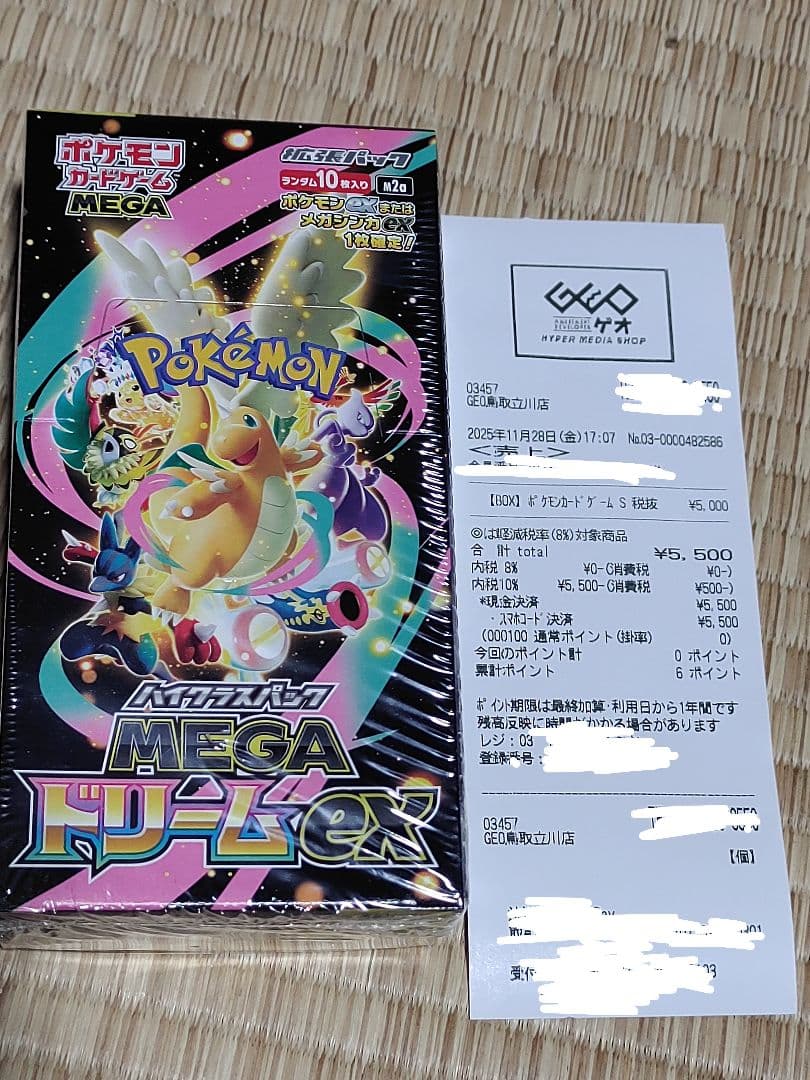 ポケモン
カードゲーム
MEGA
拡張パック
ランダム10枚入り M2a
ポケモンexまたは
メガシンカex
1枚確定!
POKéMON
ハイクラスパック
MEGA
ドリームex
GEO
AMUSEMENT DEVELOPER ゲオ
HYPER MEDIA SHOP
03457
GEO鳥取立川店
2025年11月28日(金)17:07 No.03-0000482586
<売上>
【BOX】ポケモンカードゲーム S 税抜 ¥5,000
◎は軽減税率(8%)対象商品
合 計 total ¥5,500
内税 8% ¥0-(消費税 ¥0-)
内税10% ¥5,500-(消費税 ¥500-)
*現金決済 ¥5,500
・スマホコード決済 ¥5,500
(000100 通常ポイント(掛率) 0)
今回のポイント計 0 ポイント
累計ポイント 6 ポイント
ポイント期限は最終加算・利用日から1年間です
残高反映に時間がかかる場合があります
レジ:03
登録番号:
03457
GEO鳥取立川店
【個】
受付